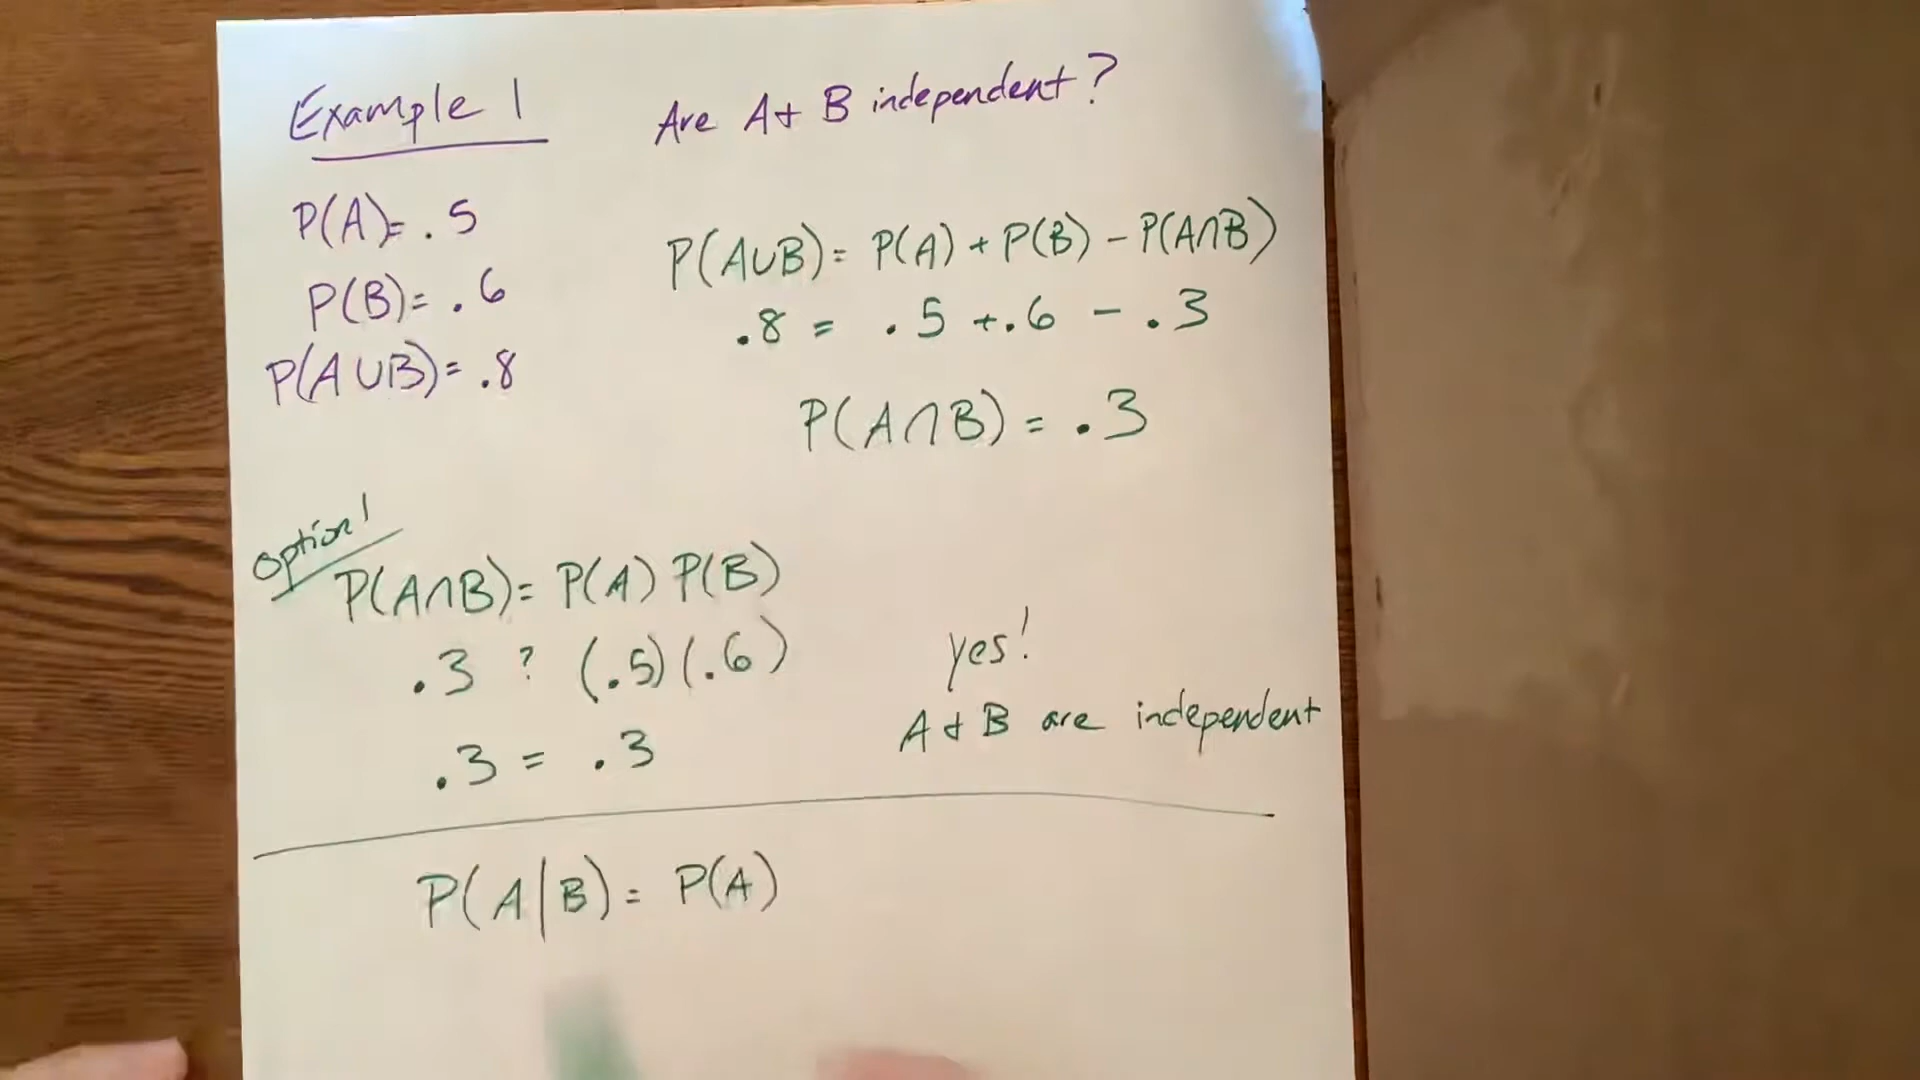 Example 1
Are A & B independent?
P(A) = .5
P(B) = .6
P(A∪B) = .8
P(A∪B) = P(A) + P(B) - P(A∩B)
.8 = .5 + .6 - .3
P(A∩B) = .3
option 1
P(A∩B) = P(A) P(B)
.3 ? (.5)(.6)
.3 = .3
yes!
A & B are independent
P(A|B) = P(A)